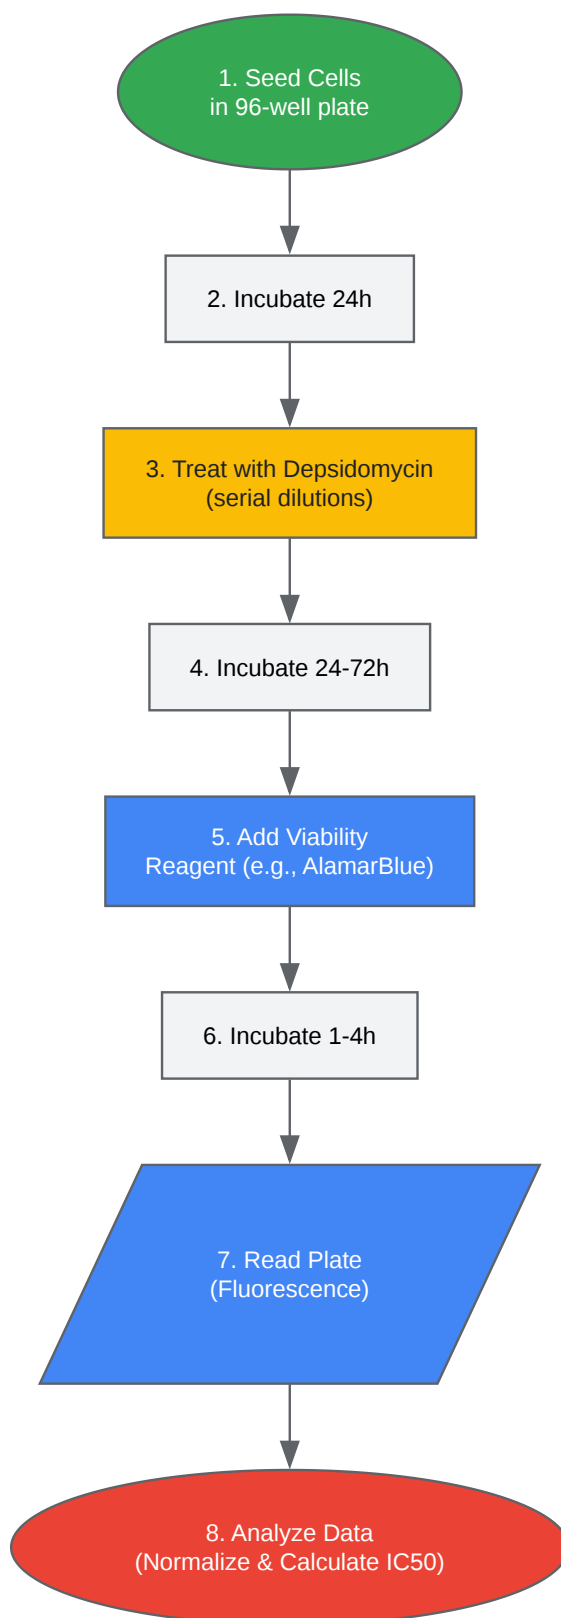 1. Seed Cells
in 96-well plate
2. Incubate 24h
3. Treat with Depsidomycin
(serial dilutions)
4. Incubate 24-72h
5. Add Viability
Reagent (e.g., AlamarBlue)
6. Incubate 1-4h
7. Read Plate
(Fluorescence)
8. Analyze Data
(Normalize & Calculate IC50)